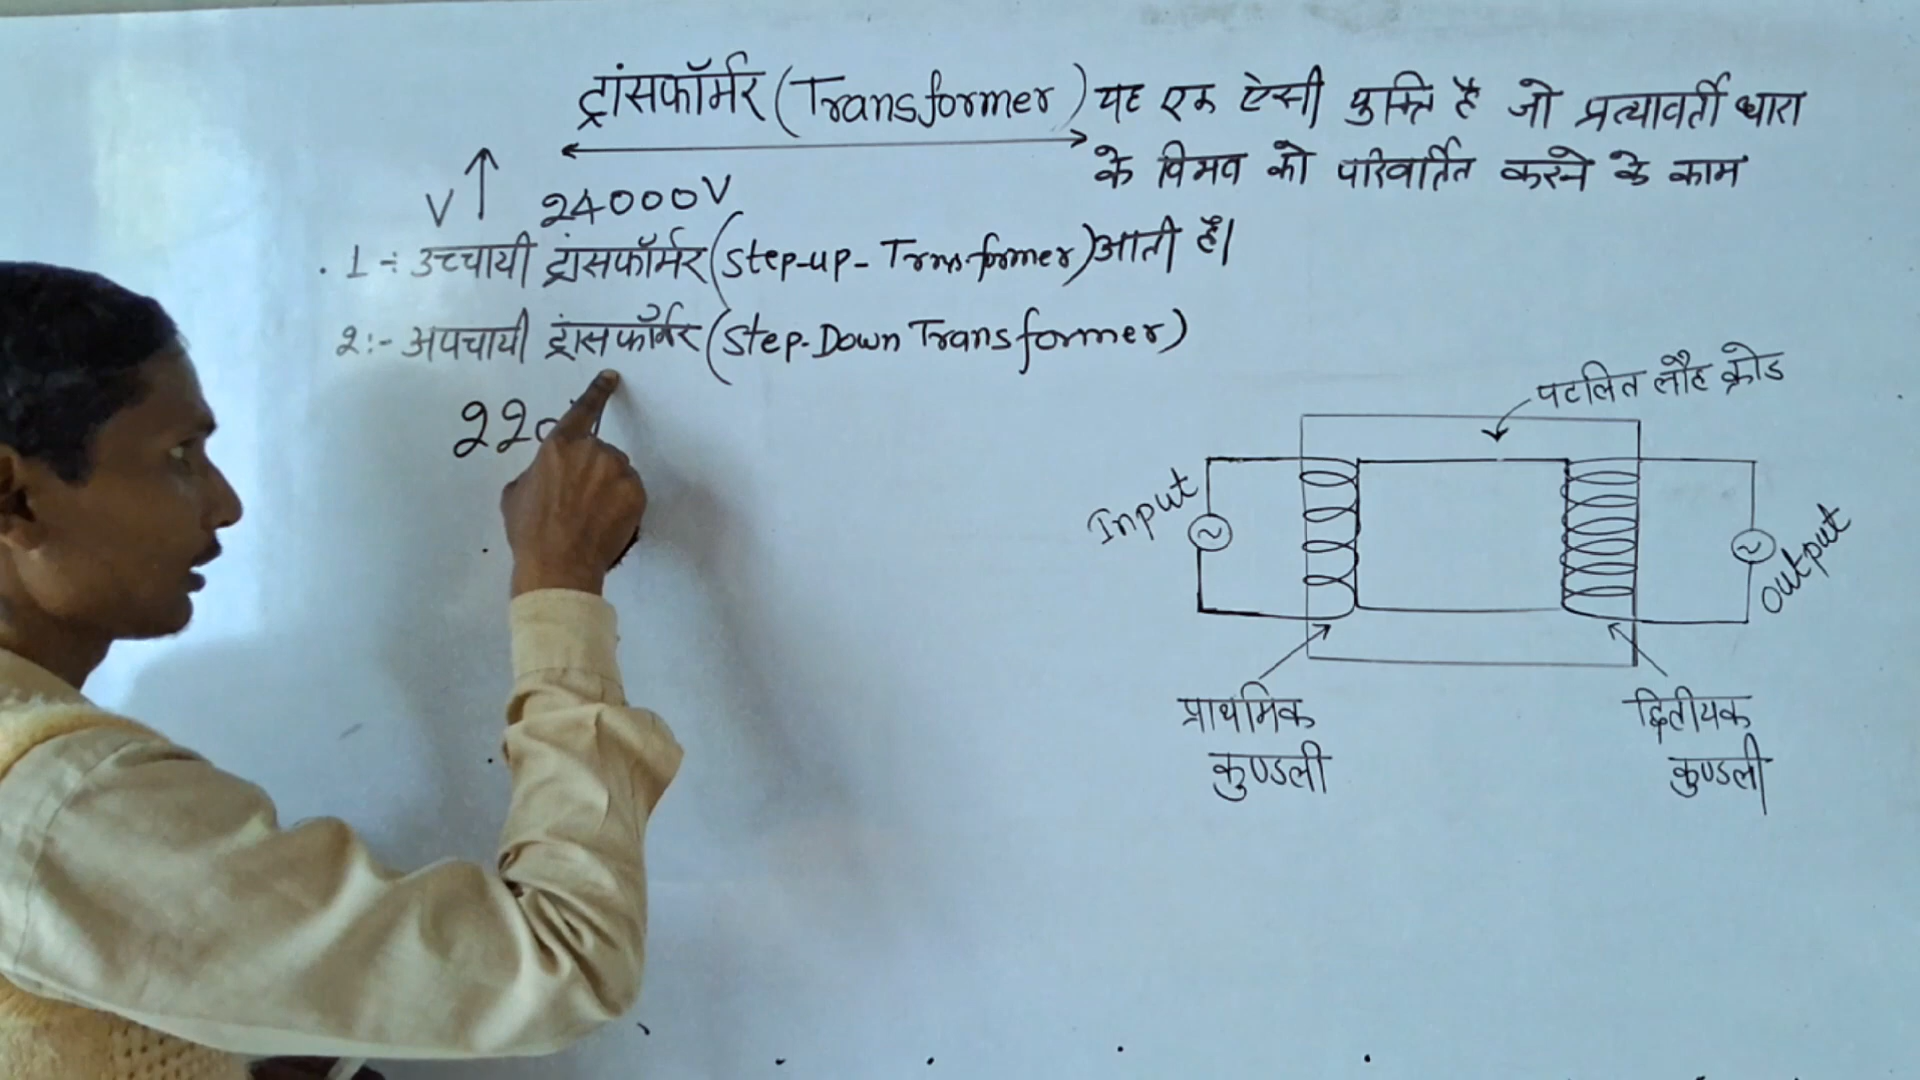 ट्रांसफॉर्मर (Transformer) यह एक ऐसी युक्ति है जो प्रत्यावर्ती धारा
के विभव को परिवर्तित करने के काम
V ↑ 24000V
1 :- उच्चायी ट्रांसफॉर्मर (Step-up-Transformer) आती है।
2:- अपचायी ट्रांसफॉर्मर (Step-Down Transformer)
पटलित लौह क्रोड
Input
output
प्राथमिक
कुण्डली
द्वितीयक
कुण्डली